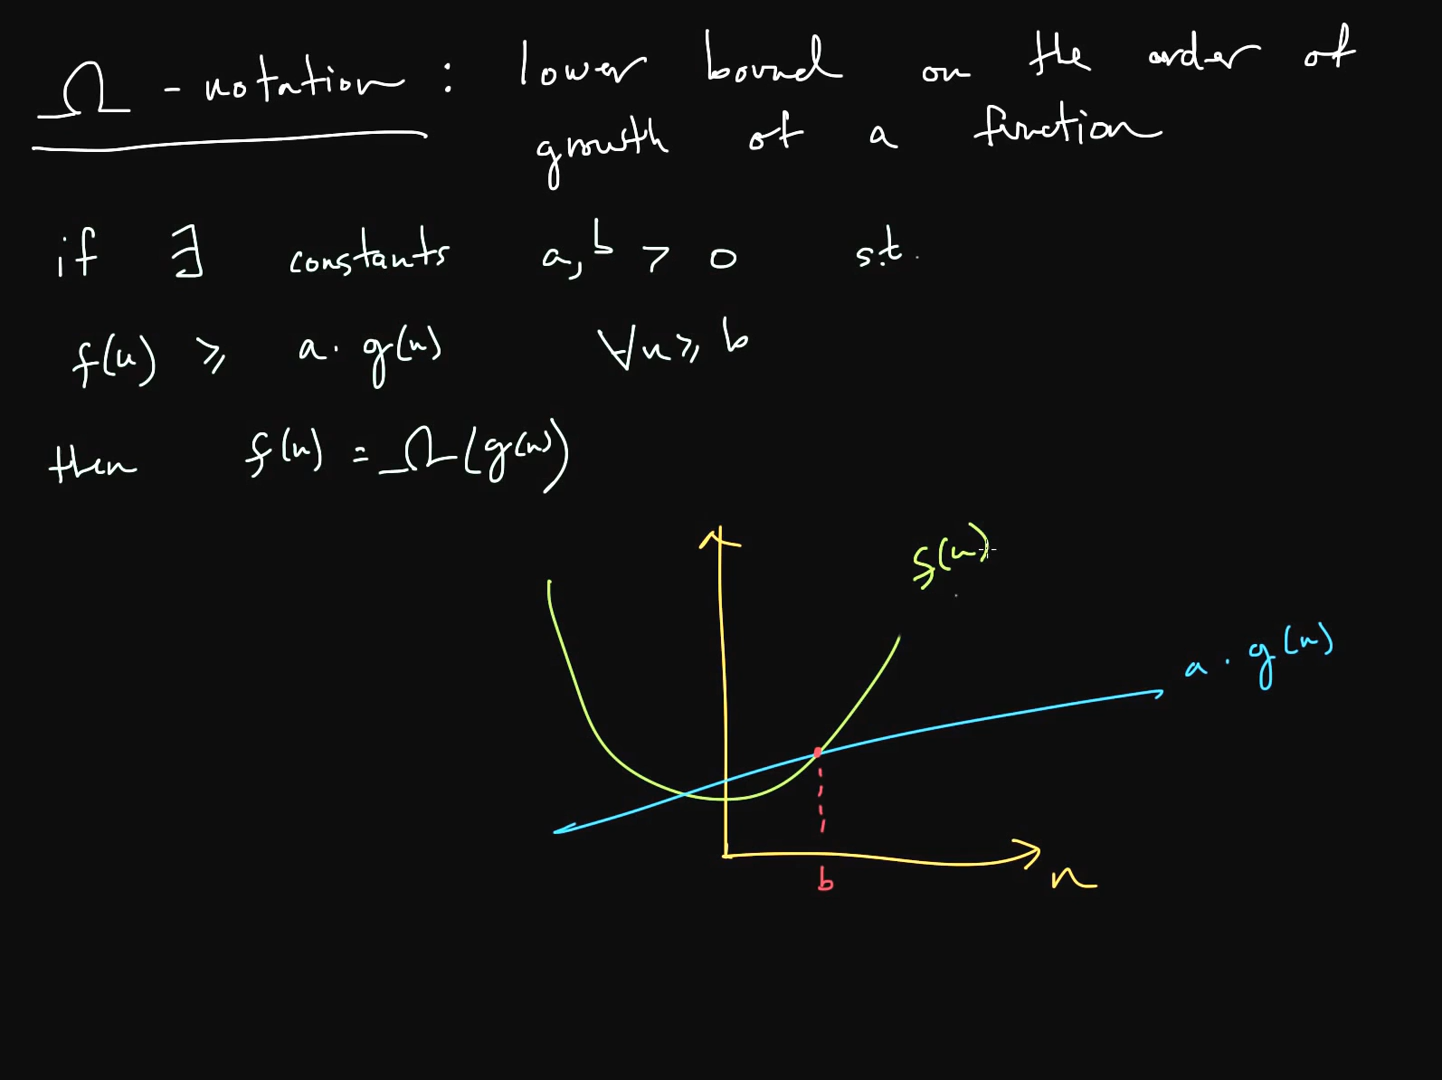 Ω - notation : lower bound on the order of
growth of a function
if ∃ constants a, b > 0 s.t.
f(n) ⩾ a · g(n) ∀n ⩾ b
then f(n) = Ω(g(n))
f(n)
a · g(n)
b
n